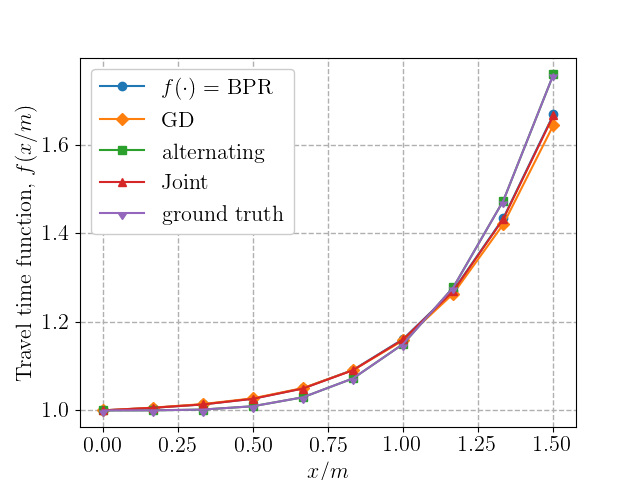 f(·) = BPR
GD
alternating
Joint
ground truth
Travel time function, f(x/m)
1.6
1.4
1.2
1.0
0.00 0.25 0.50 0.75 1.00 1.25 1.50
x/m